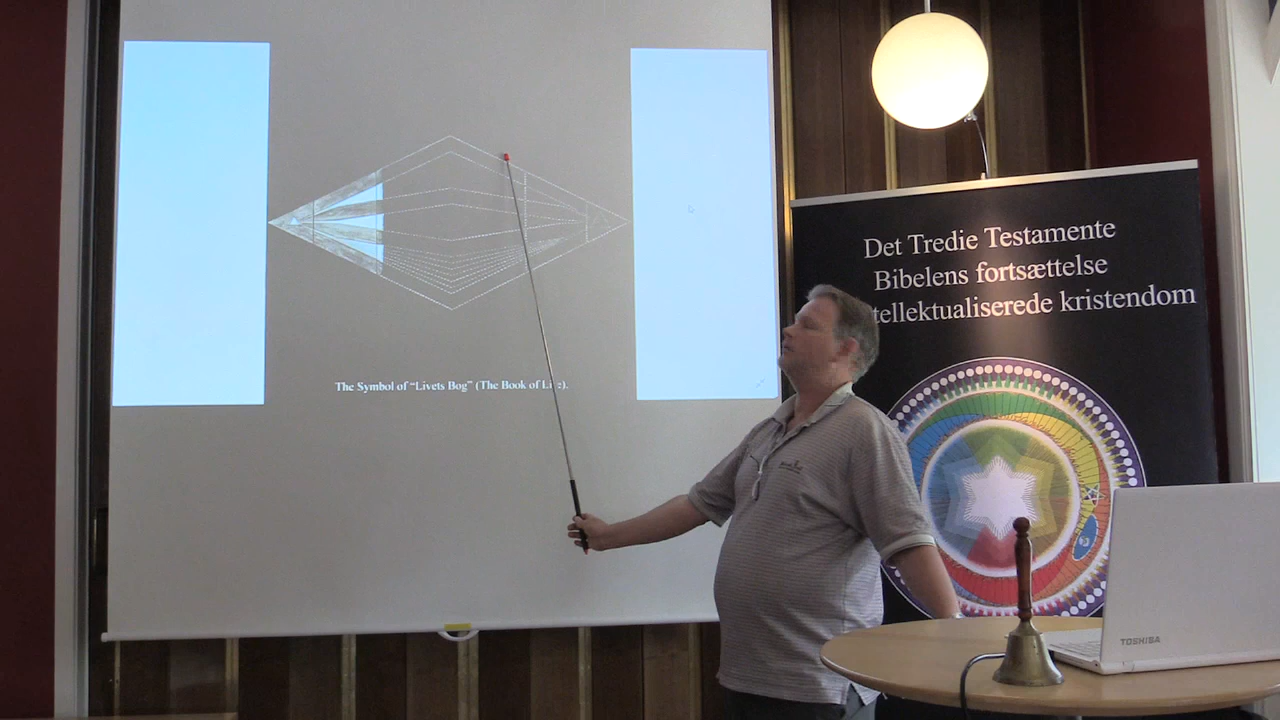 The Symbol of "Livets Bog" (The Book of Life).
Det Tredie Testamente
Bibelens fortsættelse
tellektualiserede kristendom
TOSHIBA